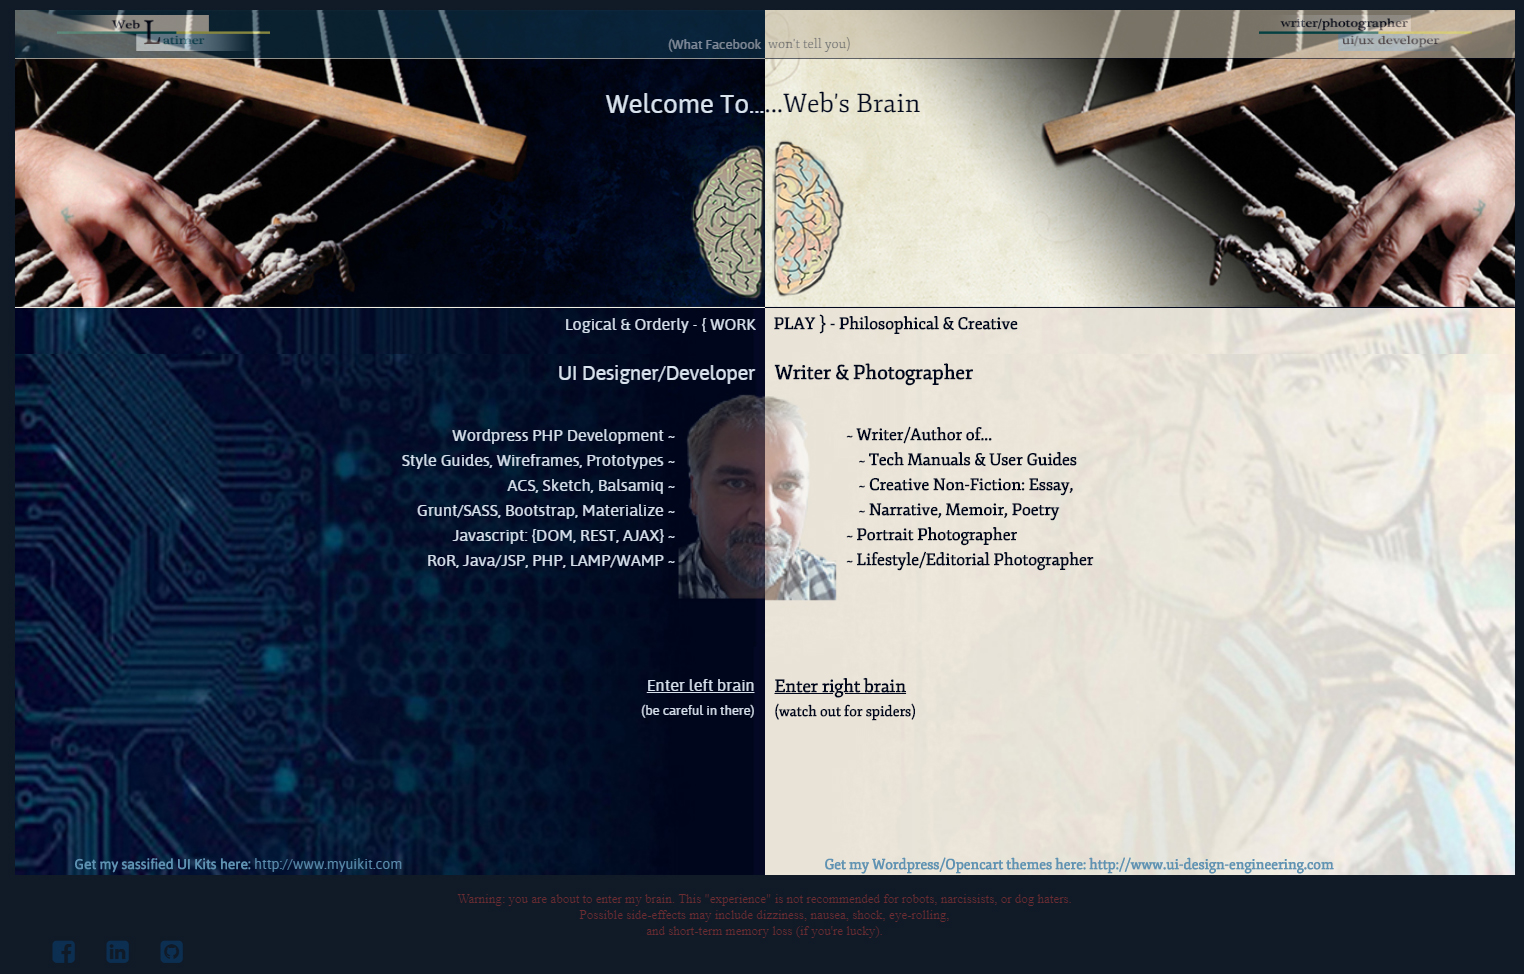 Web
Latimer
writer/photographer
ui/ux developer
(What Facebook won't tell you)
Welcome To......Web's Brain
Logical & Orderly - { WORK
PLAY } - Philosophical & Creative
UI Designer/Developer
Wordpress PHP Development ~
Style Guides, Wireframes, Prototypes ~
ACS, Sketch, Balsamiq ~
Grunt/SASS, Bootstrap, Materialize ~
Javascript: {DOM, REST, AJAX} ~
RoR, Java/JSP, PHP, LAMP/WAMP ~
Enter left brain
(be careful in there)
Writer & Photographer
~ Writer/Author of...
~ Tech Manuals & User Guides
~ Creative Non-Fiction: Essay,
~ Narrative, Memoir, Poetry
~ Portrait Photographer
~ Lifestyle/Editorial Photographer
Enter right brain
(watch out for spiders)
Get my sassified UI Kits here: http://www.myuikit.com
Get my Wordpress/Opencart themes here: http://www.ui-design-engineering.com
Warning: you are about to enter my brain. This "experience" is not recommended for robots, narcissists, or dog haters.
Possible side-effects may include dizziness, nausea, shock, eye-rolling,
and short-term memory loss (if you're lucky).